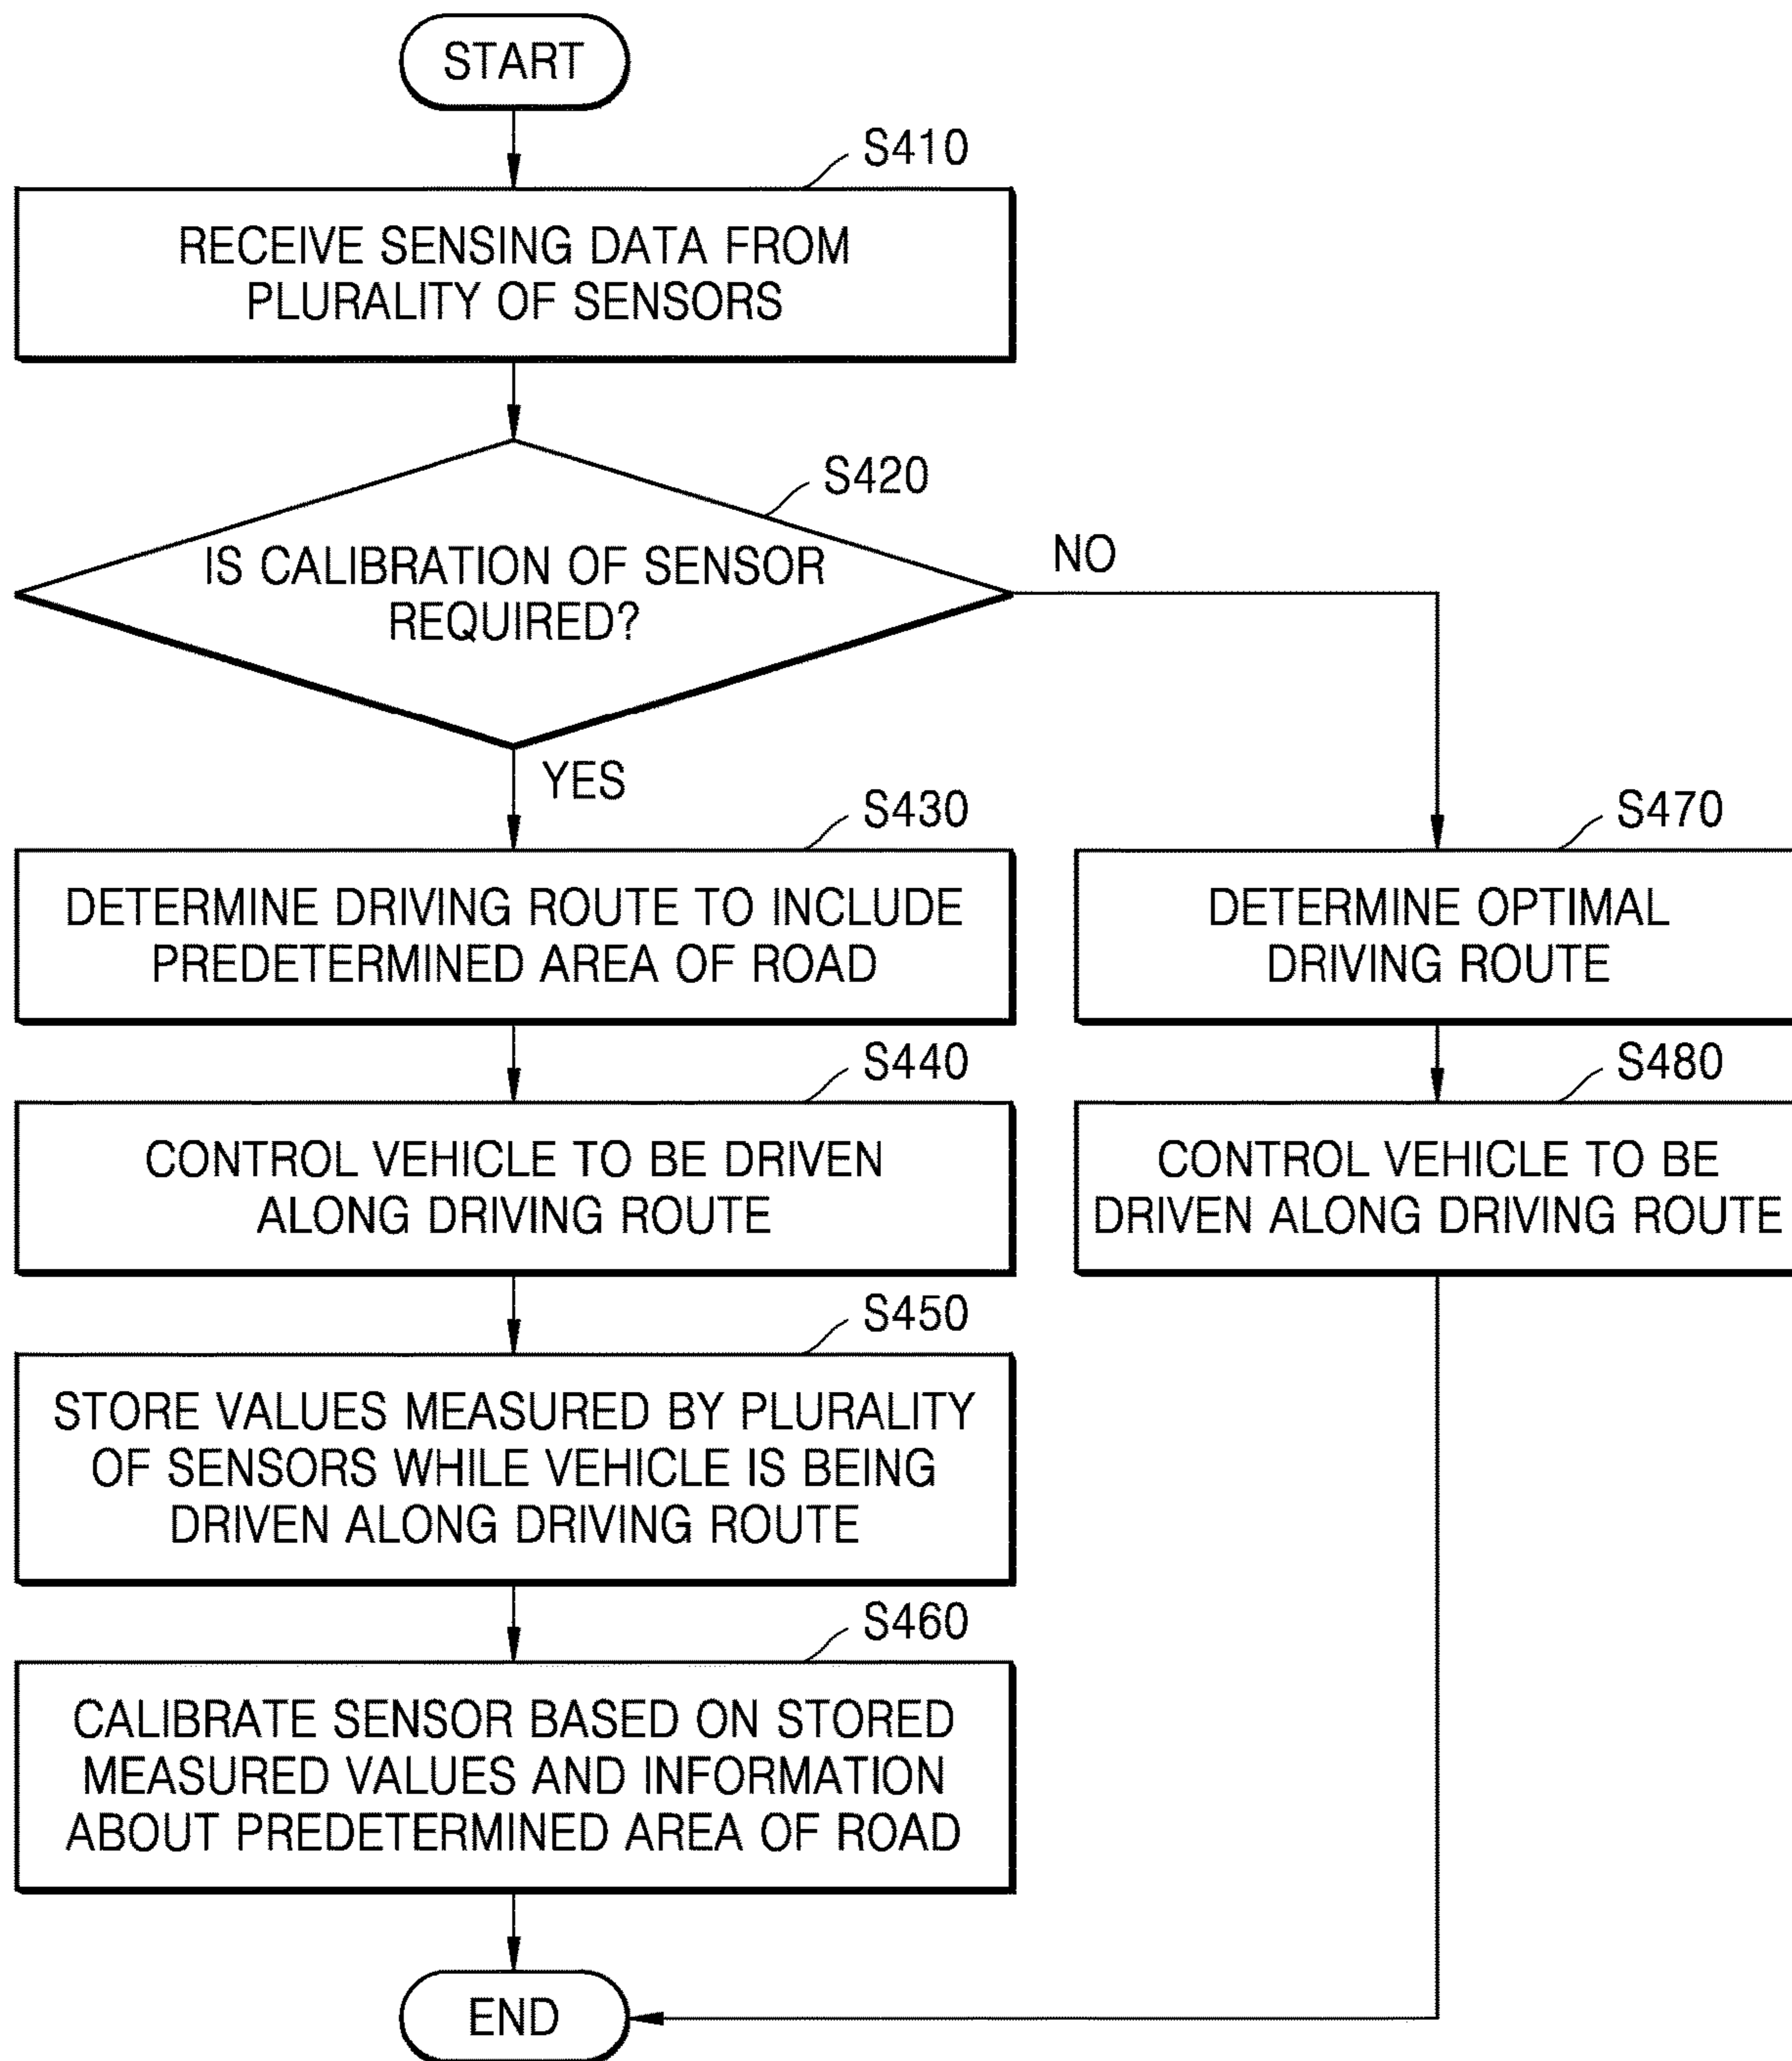 START
S410
RECEIVE SENSING DATA FROM
PLURALITY OF SENSORS
S420
IS CALIBRATION OF SENSOR
REQUIRED?
NO
YES
S430
DETERMINE DRIVING ROUTE TO INCLUDE
PREDETERMINED AREA OF ROAD
S470
DETERMINE OPTIMAL
DRIVING ROUTE
S440
CONTROL VEHICLE TO BE DRIVEN
ALONG DRIVING ROUTE
S480
CONTROL VEHICLE TO BE
DRIVEN ALONG DRIVING ROUTE
S450
STORE VALUES MEASURED BY PLURALITY
OF SENSORS WHILE VEHICLE IS BEING
DRIVEN ALONG DRIVING ROUTE
S460
CALIBRATE SENSOR BASED ON STORED
MEASURED VALUES AND INFORMATION
ABOUT PREDETERMINED AREA OF ROAD
END